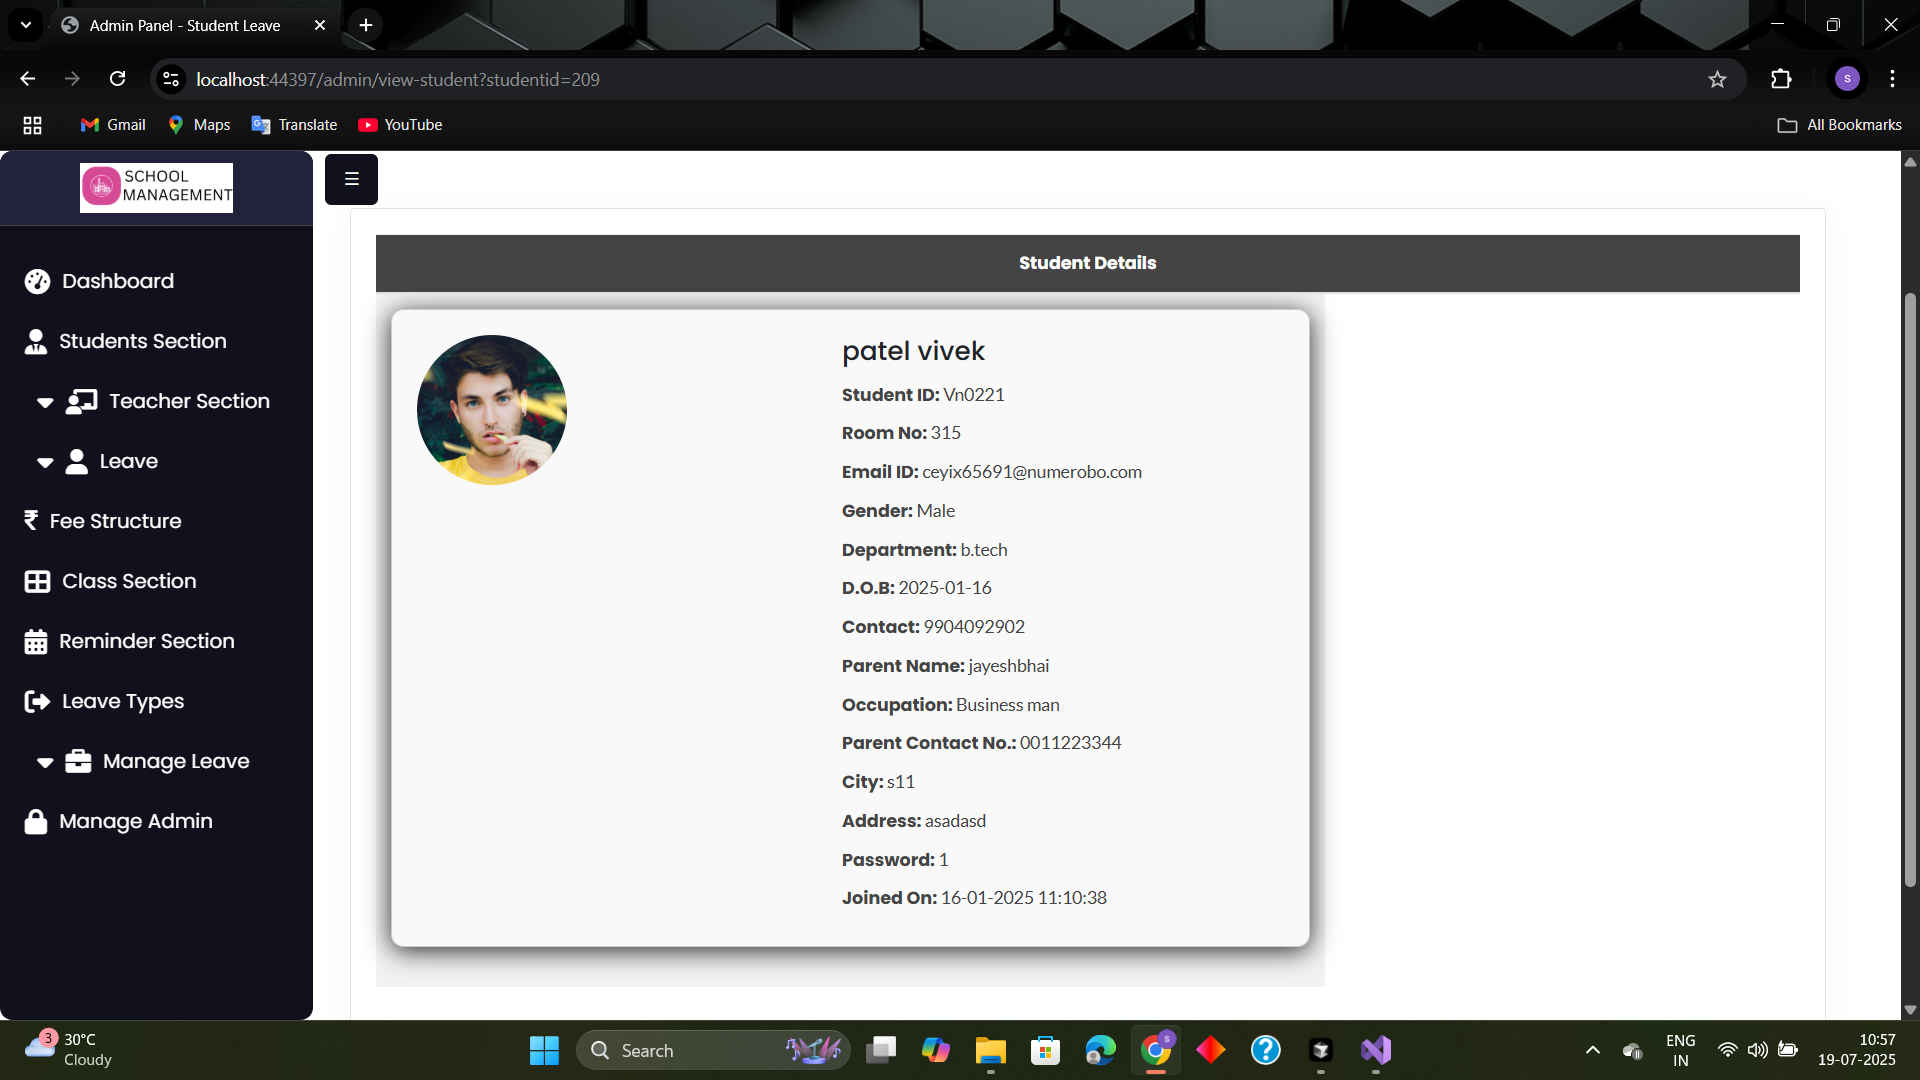 Admin Panel - Student Leave
localhost:44397/admin/view-student?studentid=209
S
Gmail
Maps
Translate
YouTube
All Bookmarks
SCHOOL
MANAGEMENT
☰
Dashboard
Students Section
Teacher Section
Leave
₹ Fee Structure
Class Section
Reminder Section
Leave Types
Manage Leave
Manage Admin
Student Details
patel vivek
Student ID: Vn0221
Room No: 315
Email ID: ceyix65691@numerobo.com
Gender: Male
Department: b.tech
D.O.B: 2025-01-16
Contact: 9904092902
Parent Name: jayeshbhai
Occupation: Business man
Parent Contact No.: 0011223344
City: s11
Address: asadasd
Password: 1
Joined On: 16-01-2025 11:10:38
3
30°C
Cloudy
Search
S
ENG
IN
10:57
19-07-2025